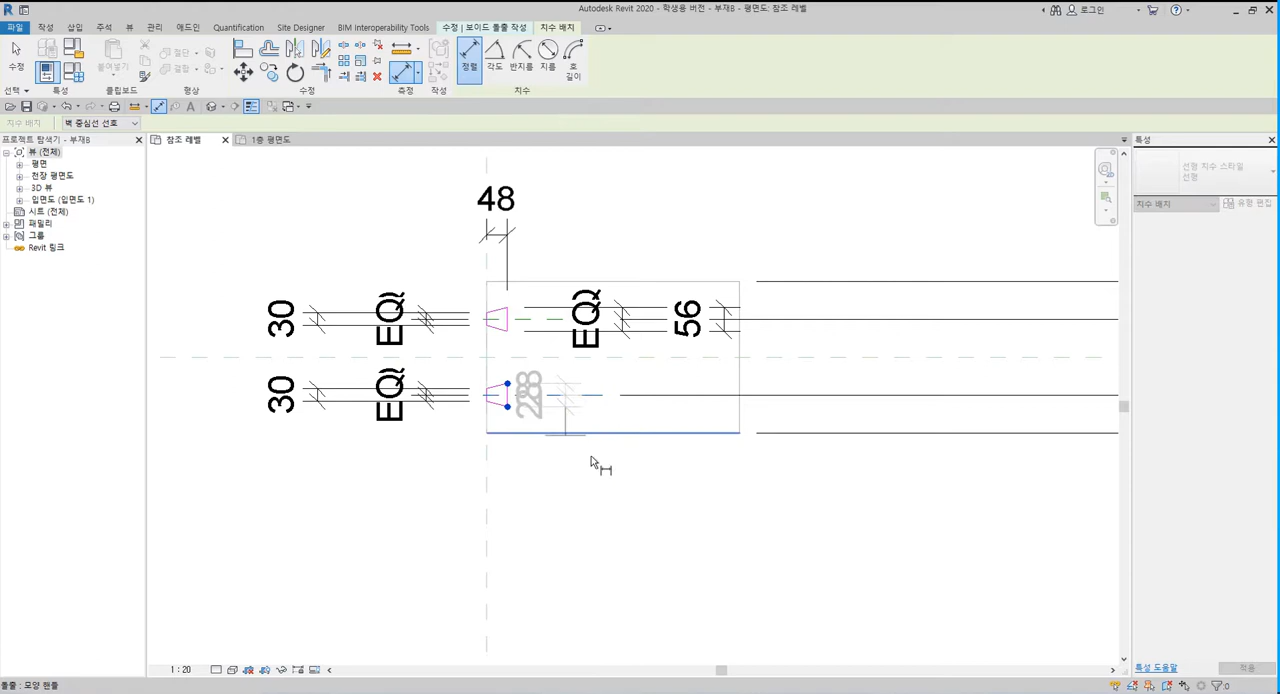 Autodesk Revit 2020 - 학생용 버전 - 부재B - 평면도: 참조 레벨
로그인
파일 작성 삽입 주석 뷰 관리 애드인 Quantification Site Designer BIM Interoperability Tools 수정 | 보이드 돌출 작성 치수 배치
수정 붙여넣기 절단 결합 정렬 각도 반지름 지름 호 길이
선택 특성 클립보드 형상 수정 측정 작성 치수
치수 배치 벽 중심선 선호
프로젝트 탐색기 - 부재B
참조 레벨 1층 평면도
특성
뷰 (전체)
평면
천장 평면도
3D 뷰
입면도 (입면도 1)
시트 (전체)
패밀리
그룹
Revit 링크
선형 치수 스타일
선형
치수 배치 유형 편집
48
30 EQ EQ 56
30 EQ
1 : 20
특성 도움말 적용
돌출 : 모양 핸들
:0